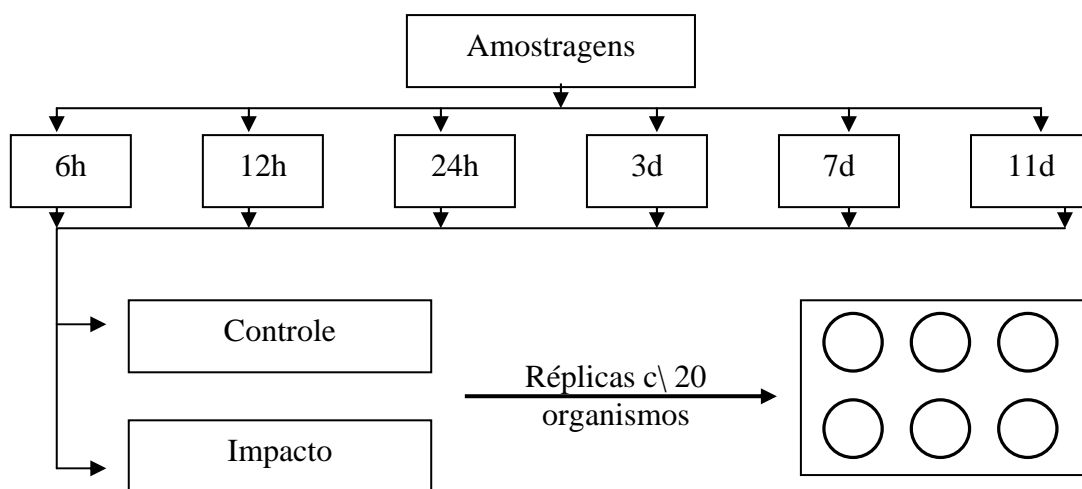 Amostragens
6h
12h
24h
3d
7d
11d
Controle
Réplicas c\ 20
organismos
Impacto